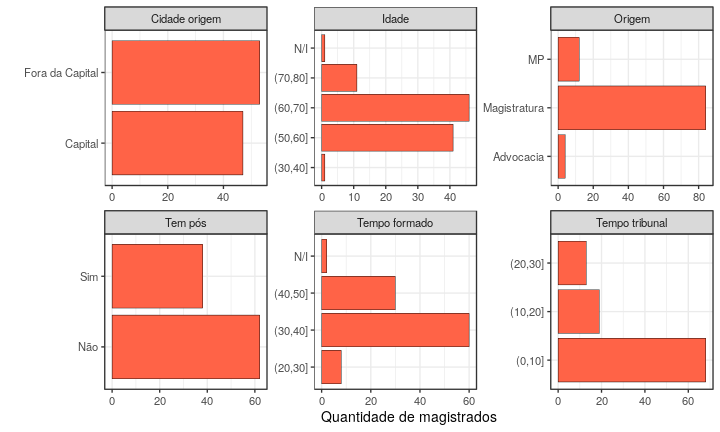 Cidade origem
Fora da Capital
Capital
0 20 40
Idade
N/I
(70,80]
(60,70]
(50,60]
(30,40]
0 10 20 30 40
Origem
MP
Magistratura
Advocacia
0 20 40 60 80
Tem pós
Sim
Não
0 20 40 60
Tempo formado
N/I
(40,50]
(30,40]
(20,30]
0 20 40 60
Tempo tribunal
(20,30]
(10,20]
(0,10]
0 20 40 60
Quantidade de magistrados